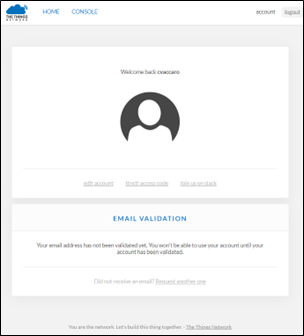 THE THINGS
NETWORK
HOME CONSOLE account logout
Welcome back cvaccaro
edit account ttnctl access code join us on slack
EMAIL VALIDATION
Your email address has not been validated yet. You won't be able to use your account until your
account has been validated.
Did not receive an email? Request another one
You are the network. Let's build this thing together - The Things Network